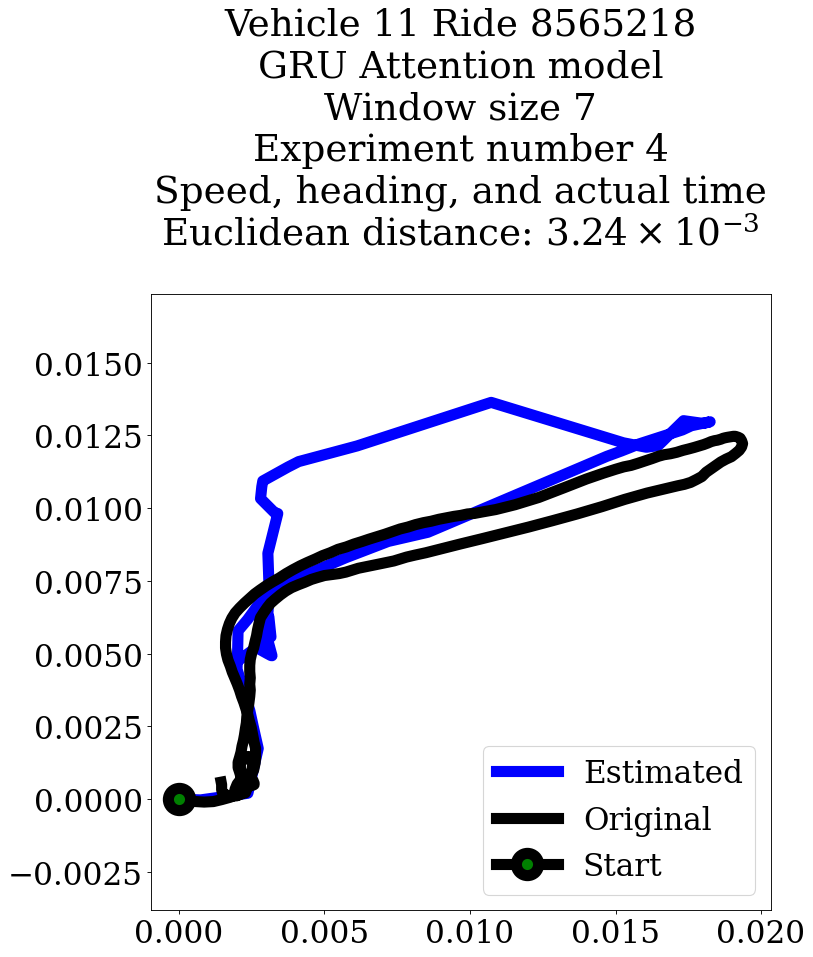 Vehicle 11 Ride 8565218
GRU Attention model
Window size 7
Experiment number 4
Speed, heading, and actual time
Euclidean distance: 3.24 × 10⁻³
0.0150
0.0125
0.0100
0.0075
0.0050
0.0025
0.0000
−0.0025
Estimated
Original
Start
0.000 0.005 0.010 0.015 0.020